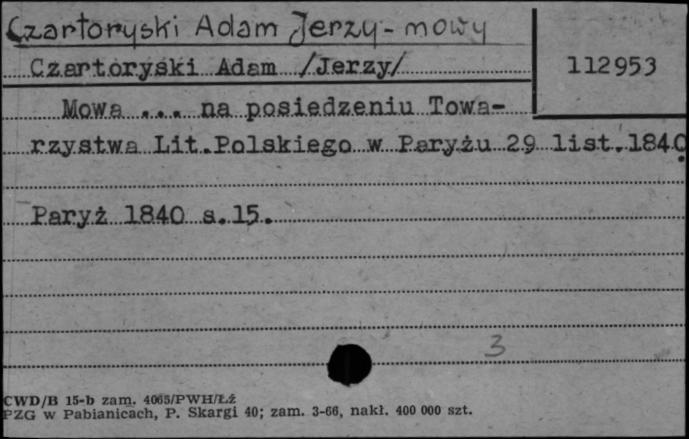 Czartoryski Adam Jerzy - mowy
Czartoryski Adam /Jerzy/
112953
Mowa ... na posiedzeniu Towa-
rzystwa Lit.Polskiego w Paryżu 29 list.1840.
Paryż 1840 s.15.
3
CWD/B 15-b zam. 4065/PWH/Łż
PZG w Pabianicach, P. Skargi 40; zam. 3-66, nakł. 400 000 szt.